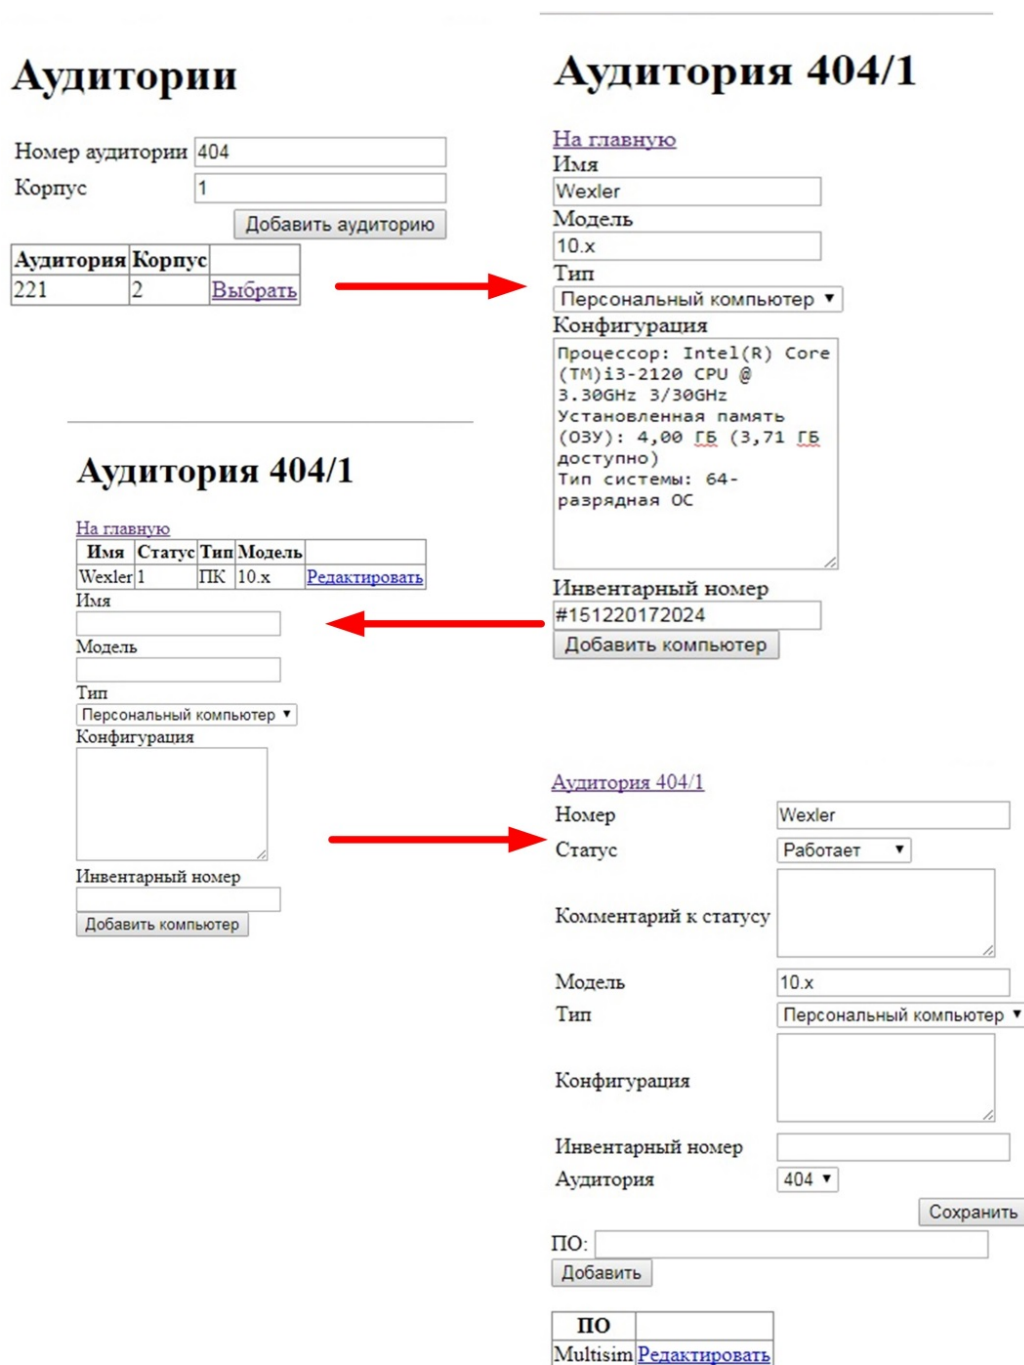 Аудитории
Номер аудитории 404
Корпус 1
Добавить аудиторию
Аудитория Корпус
221 2 Выбрать
Аудитория 404/1
На главную
Имя
Wexler
Модель
10.x
Тип
Персональный компьютер
Конфигурация
Процессор: Intel(R) Core
(TM)i3-2120 CPU @
3.30GHz 3/30GHz
Установленная память
(ОЗУ): 4,00 ГБ (3,71 ГБ
доступно)
Тип системы: 64-
разрядная ОС
Инвентарный номер
#151220172024
Добавить компьютер
Аудитория 404/1
На главную
Имя Статус Тип Модель
Wexler 1 ПК 10.x Редактировать
Имя
Модель
Тип
Персональный компьютер
Конфигурация
Инвентарный номер
Добавить компьютер
Аудитория 404/1
Номер Wexler
Статус Работает
Комментарий к статусу
Модель 10.x
Тип Персональный компьютер
Конфигурация
Инвентарный номер
Аудитория 404
Сохранить
ПО:
Добавить
ПО
Multisim Редактировать